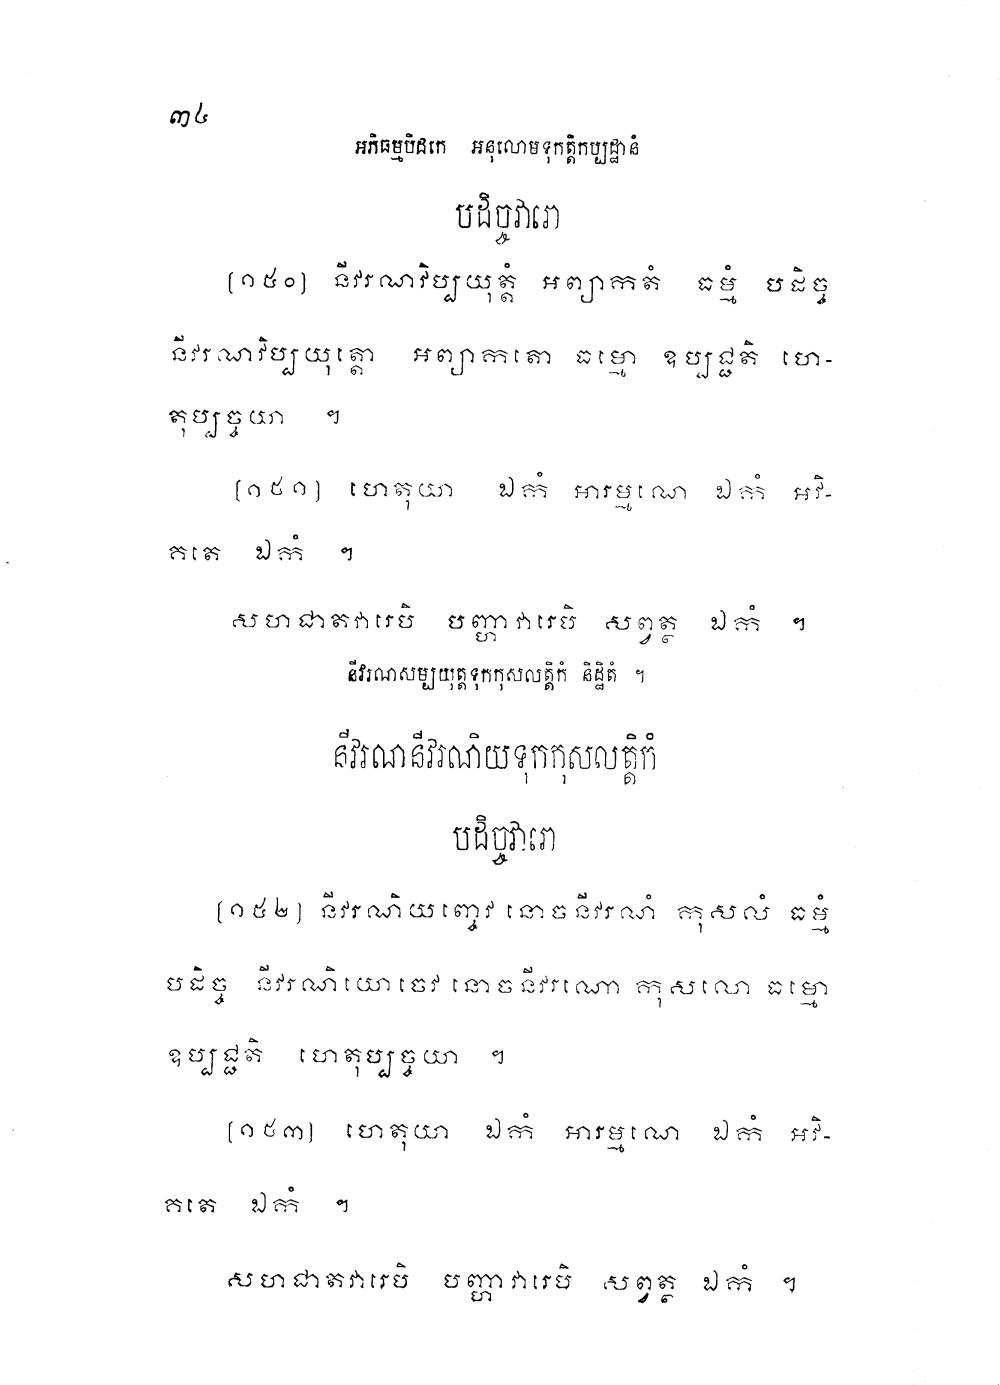 ៣៤
អភិធម្មបិដកេ អនុលោមទុកត្តិកប្បដ្ឋានំ
បដិច្ចវារោ
(១៥០) នីវរណវិប្បយុត្តំ អព្យាកតំ ធម្មំ បដិច្ច
នីវរណវិប្បយុត្តោ អព្យាកតោ ធម្មោ ឧប្បជ្ជតិ ហេ-
តុប្បច្ចយា ។
(១៥១) ហេតុយា ឯកំ អារម្មណេ ឯកំ អវិ-
គតេ ឯកំ ។
សហជាតវារេបិ បញ្ហាវារេបិ សព្វត្ថ ឯកំ ។
នីវរណសម្បយុត្តទុកកុសលត្តិកំ និដ្ឋិតំ ។
នីវរណនីវរណិយទុកកុសលត្តិកំ
បដិច្ចវារោ
(១៥២) នីវរណិយញ្ចេវ នោចនីវរណំ កុសលំ ធម្មំ
បដិច្ច នីវរណិយោចេវ នោចនីវរណោ កុសលោ ធម្មោ
ឧប្បជ្ជតិ ហេតុប្បច្ចយា ។
(១៥៣) ហេតុយា ឯកំ អារម្មណេ ឯកំ អវិ-
គតេ ឯកំ ។
សហជាតវារេបិ បញ្ហាវារេបិ សព្វត្ថ ឯកំ ។